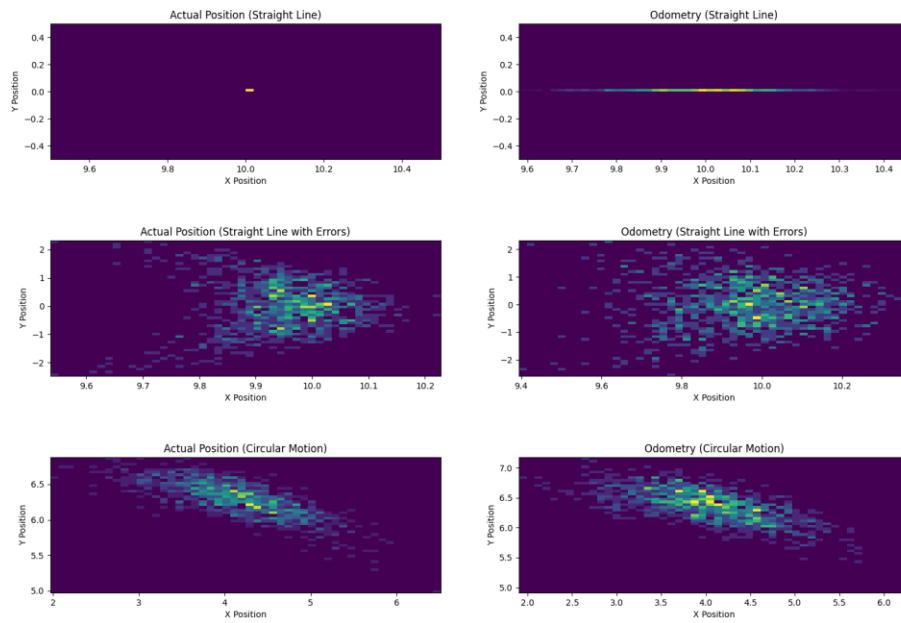 Actual Position (Straight Line)
0.4
0.2
0.0
−0.2
−0.4
Y Position
9.6 9.8 10.0 10.2 10.4
X Position
Odometry (Straight Line)
0.4
0.2
0.0
−0.2
−0.4
Y Position
9.6 9.7 9.8 9.9 10.0 10.1 10.2 10.3 10.4
X Position
Actual Position (Straight Line with Errors)
2
1
0
−1
−2
Y Position
9.6 9.7 9.8 9.9 10.0 10.1 10.2
X Position
Odometry (Straight Line with Errors)
2
1
0
−1
−2
Y Position
9.4 9.6 9.8 10.0 10.2
X Position
Actual Position (Circular Motion)
6.5
6.0
5.5
5.0
Y Position
2 3 4 5 6
X Position
Odometry (Circular Motion)
7.0
6.5
6.0
5.5
5.0
Y Position
2.0 2.5 3.0 3.5 4.0 4.5 5.0 5.5 6.0
X Position